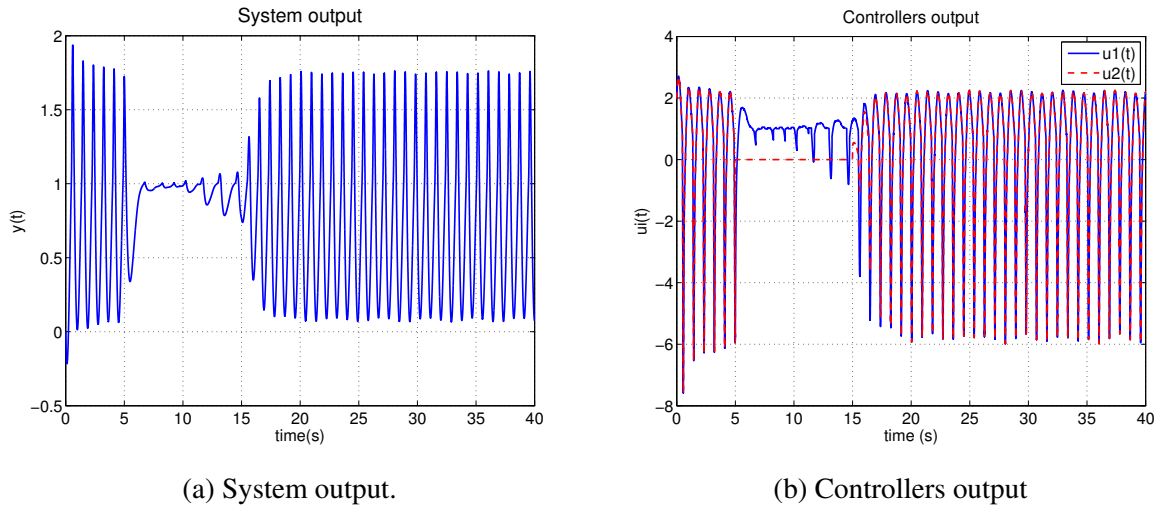 System output
2
1.5
1
0.5
0
−0.5
y(t)
0 5 10 15 20 25 30 35 40
time(s)
(a) System output.
Controllers output
4
2
0
−2
−4
−6
−8
ui(t)
u1(t)
u2(t)
0 5 10 15 20 25 30 35 40
time (s)
(b) Controllers output